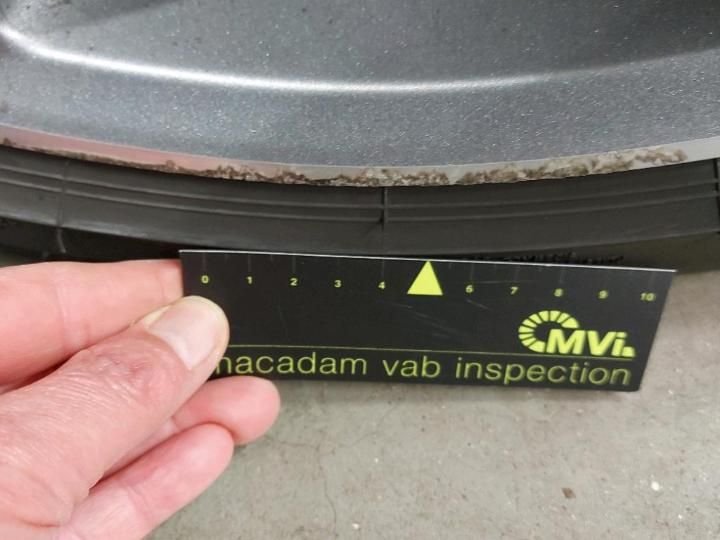 0 1 2 3 4 6 7 8 9 10
MVi.
macadam vab inspection